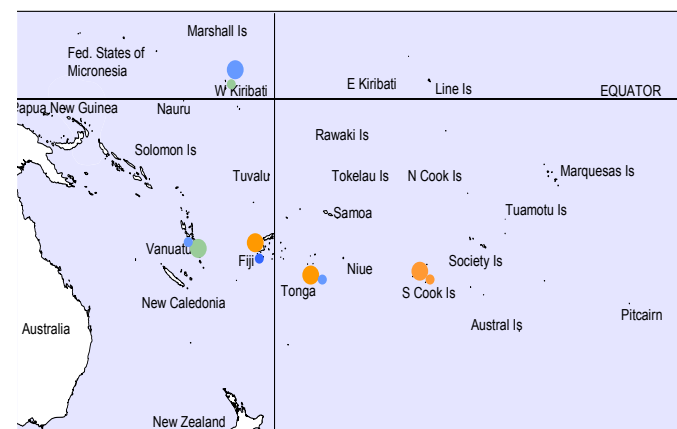 Marshall Is
Fed. States of
Micronesia
W Kiribati
E Kiribati
Line Is
EQUATOR
Papua New Guinea
Nauru
Rawaki Is
Solomon Is
Tuvalu
Tokelau Is
N Cook Is
Marquesas Is
Samoa
Tuamotu Is
Vanuatu
Fiji
Niue
Society Is
Tonga
S Cook Is
New Caledonia
Pitcairn
Austral Is
Australia
New Zealand